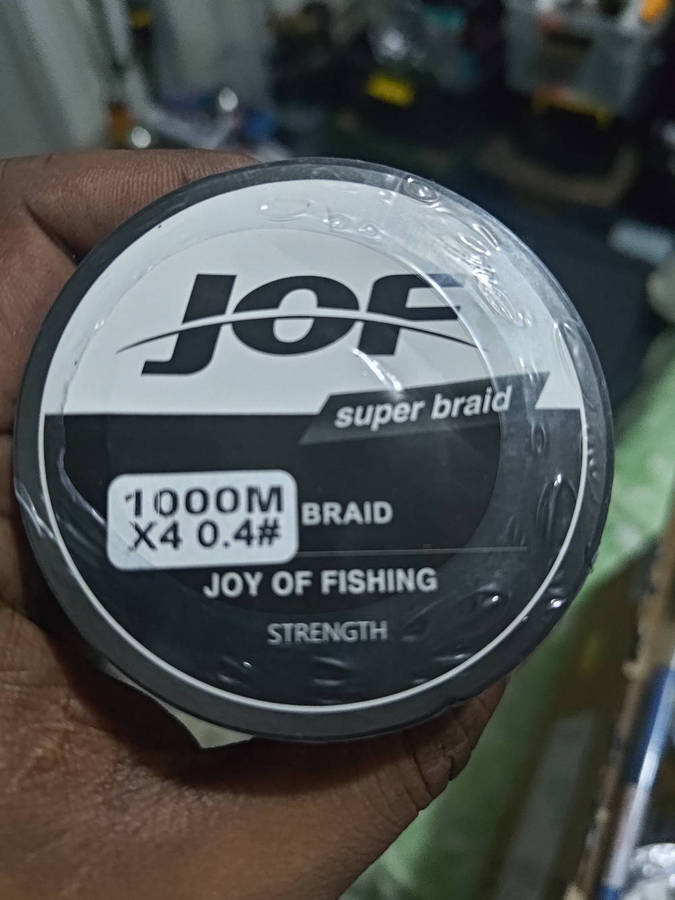 JOF
super braid
1000M
X4 0.4#
BRAID
JOY OF FISHING
STRENGTH